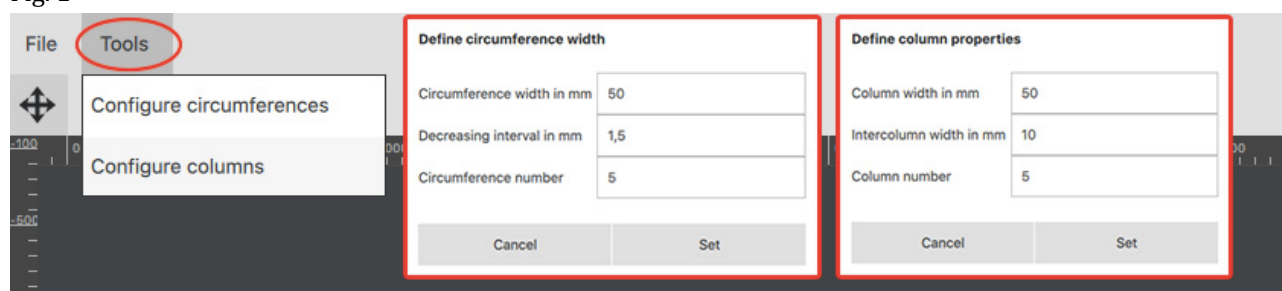 File Tools
Configure circumferences
Configure columns
-100
0
-500
Define circumference width
Circumference width in mm 50
Decreasing interval in mm 1,5
Circumference number 5
Cancel Set
Define column properties
Column width in mm 50
Intercolumn width in mm 10
Column number 5
Cancel Set